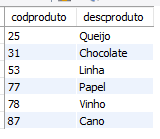 codproduto descproduto
25 Queijo
31 Chocolate
53 Linha
77 Papel
78 Vinho
87 Cano